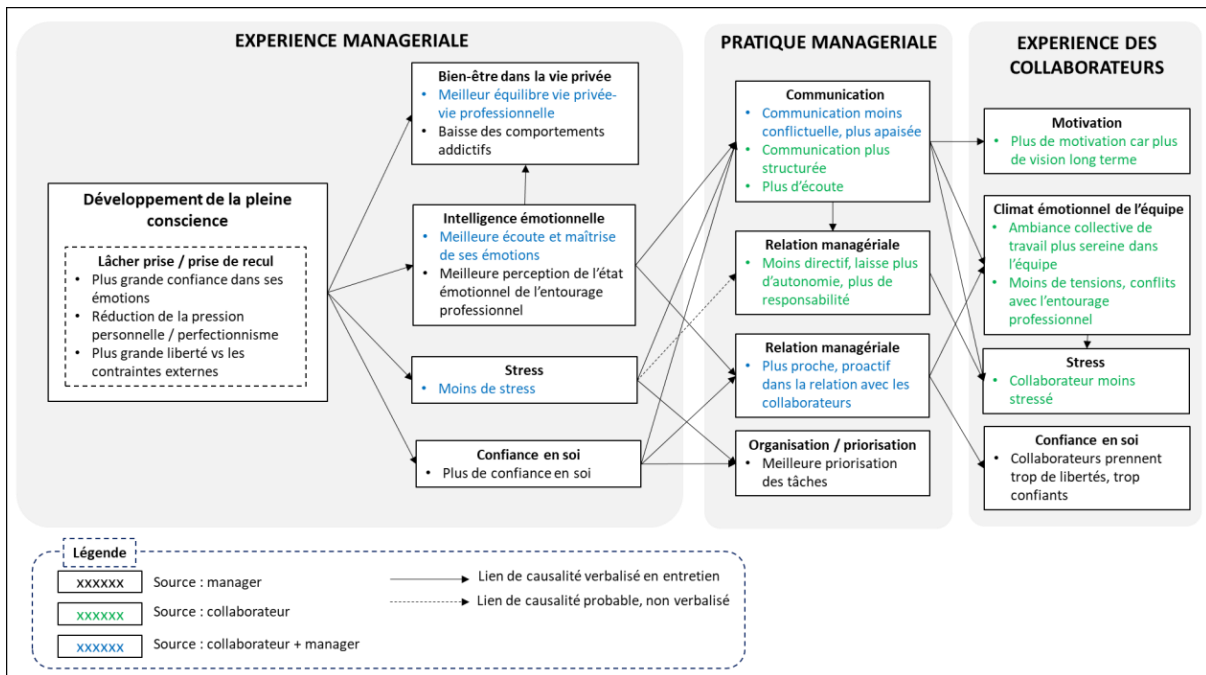 EXPERIENCE MANAGERIALE
Bien-être dans la vie privée
• Meilleur équilibre vie privée-
vie professionnelle
• Baisse des comportements
addictifs
Développement de la pleine
conscience
Lâcher prise / prise de recul
• Plus grande confiance dans ses
émotions
• Réduction de la pression
personnelle / perfectionnisme
• Plus grande liberté vs les
contraintes externes
Intelligence émotionnelle
• Meilleure écoute et maîtrise
de ses émotions
• Meilleure perception de l'état
émotionnel de l'entourage
professionnel
Stress
• Moins de stress
Confiance en soi
• Plus de confiance en soi
PRATIQUE MANAGERIALE
Communication
• Communication moins
conflictuelle, plus apaisée
• Communication plus
structurée
• Plus d'écoute
Relation managériale
• Moins directif, laisse plus
d'autonomie, plus de
responsabilité
Relation managériale
• Plus proche, proactif
dans la relation avec les
collaborateurs
Organisation / priorisation
• Meilleure priorisation
des tâches
EXPERIENCE DES
COLLABORATEURS
Motivation
• Plus de motivation car plus
de vision long terme
Climat émotionnel de l'équipe
• Ambiance collective de
travail plus sereine dans
l'équipe
• Moins de tensions, conflits
avec l'entourage
professionnel
Stress
• Collaborateur moins
stressé
Confiance en soi
• Collaborateurs prennent
trop de libertés, trop
confiants
Légende
xxxxxx Source : manager
xxxxxx Source : collaborateur
xxxxxx Source : collaborateur + manager
Lien de causalité verbalisé en entretien
Lien de causalité probable, non verbalisé